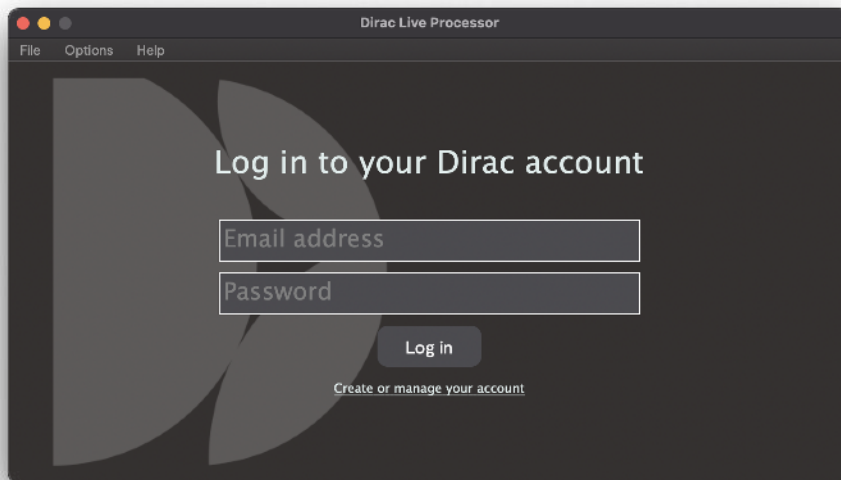 Dirac Live Processor
File Options Help
Log in to your Dirac account
Email address
Password
Log in
Create or manage your account